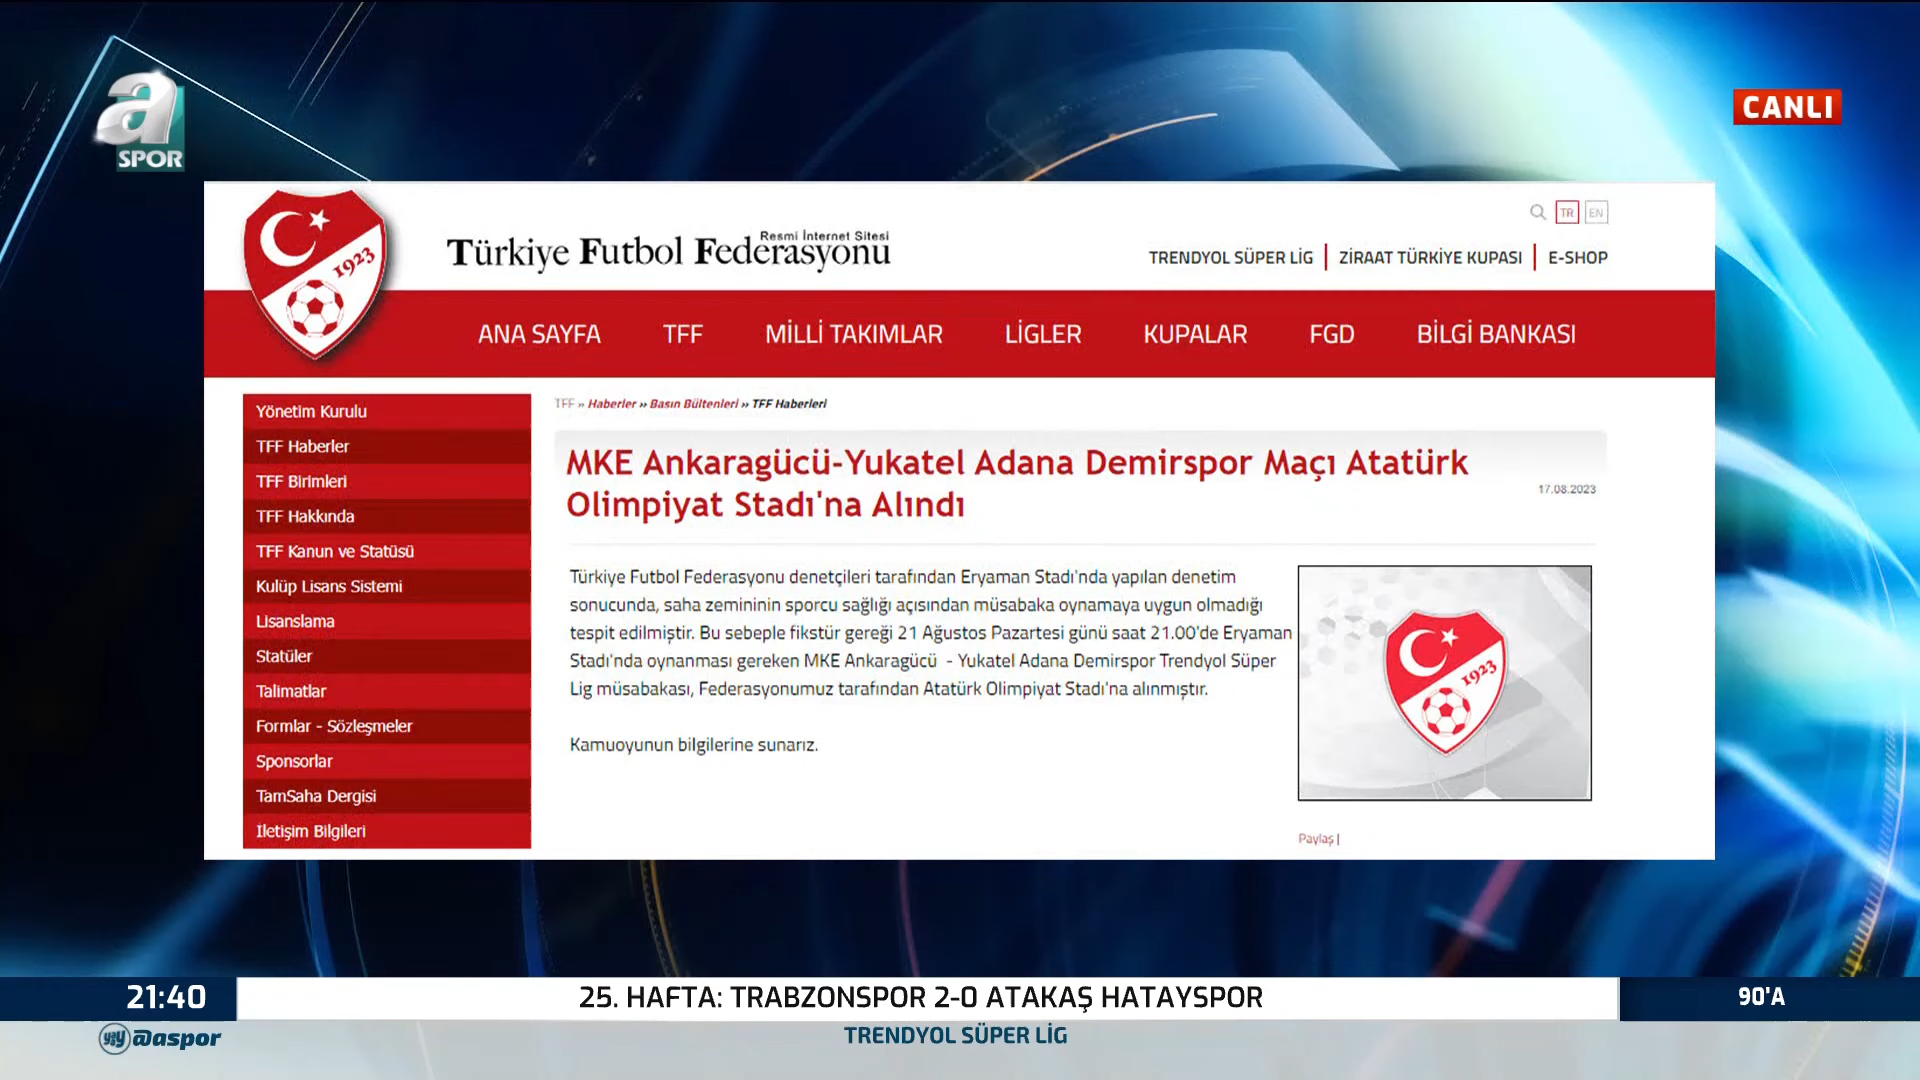 a
SPOR
CANLI
1923
Resmi İnternet Sitesi
Türkiye Futbol Federasyonu
TR EN
TRENDYOL SÜPER LİG | ZİRAAT TÜRKİYE KUPASI | E-SHOP
ANA SAYFA TFF MİLLİ TAKIMLAR LİGLER KUPALAR FGD BİLGİ BANKASI
Yönetim Kurulu
TFF Haberler
TFF Birimleri
TFF Hakkında
TFF Kanun ve Statüsü
Kulüp Lisans Sistemi
Lisanslama
Statüler
Talimatlar
Formlar - Sözleşmeler
Sponsorlar
TamSaha Dergisi
İletişim Bilgileri
TFF » Haberler » Basın Bültenleri » TFF Haberleri
MKE Ankaragücü-Yukatel Adana Demirspor Maçı Atatürk
Olimpiyat Stadı'na Alındı
17.08.2023
Türkiye Futbol Federasyonu denetçileri tarafından Eryaman Stadı'nda yapılan denetim
sonucunda, saha zemininin sporcu sağlığı açısından müsabaka oynamaya uygun olmadığı
tespit edilmiştir. Bu sebeple fikstür gereği 21 Ağustos Pazartesi günü saat 21.00'de Eryaman
Stadı'nda oynanması gereken MKE Ankaragücü - Yukatel Adana Demirspor Trendyol Süper
Lig müsabakası, Federasyonumuz tarafından Atatürk Olimpiyat Stadı'na alınmıştır.
Kamuoyunun bilgilerine sunarız.
1923
Paylaş |
21:40
25. HAFTA: TRABZONSPOR 2-0 ATAKAŞ HATAYSPOR
90'A
aspor
TRENDYOL SÜPER LİG